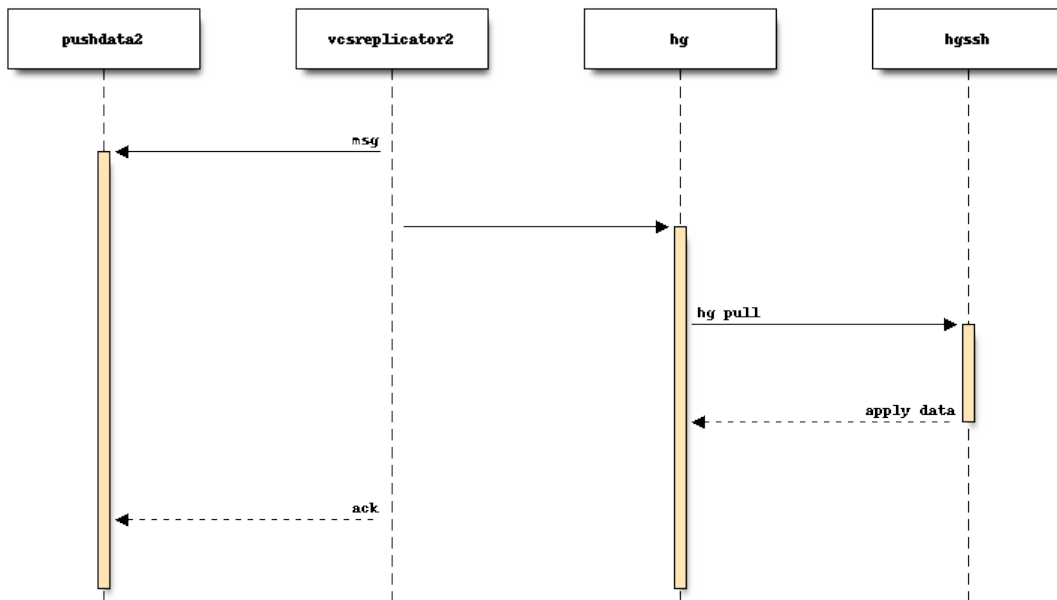 pushdata2
vcsreplicator2
hg
hgssh
msg
hg pull
apply data
ack